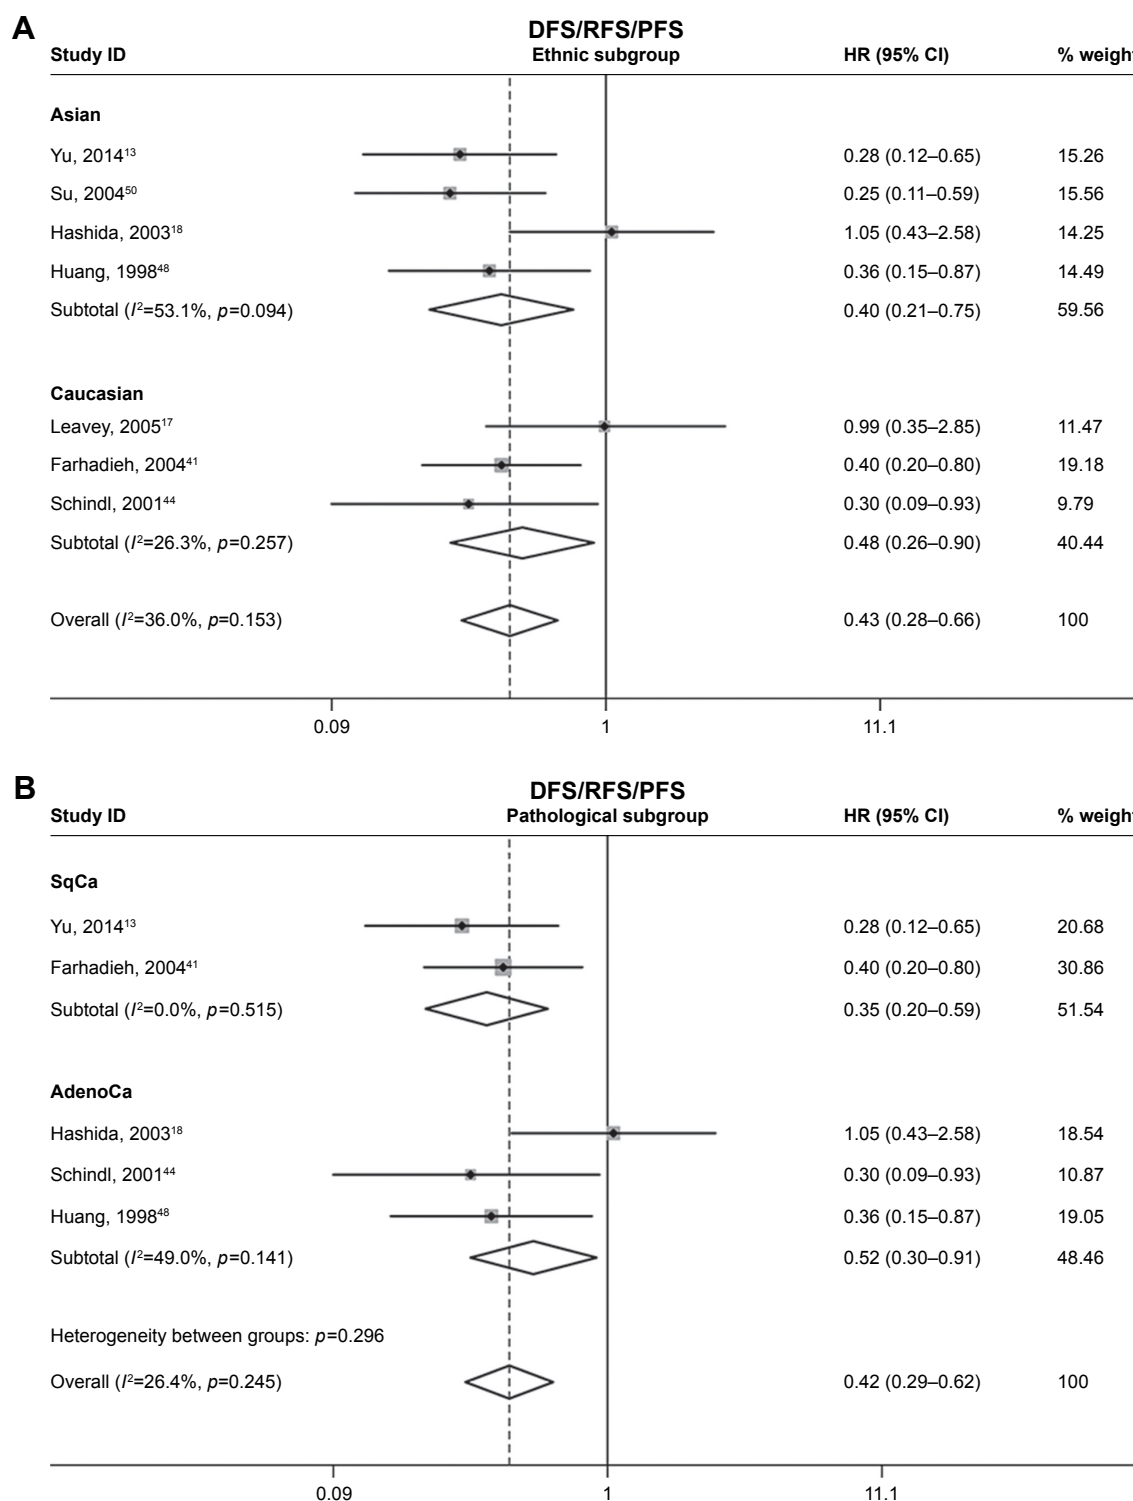 A
DFS/RFS/PFS
Study ID Ethnic subgroup HR (95% CI) % weight
Asian
Yu, 2014¹³ 0.28 (0.12–0.65) 15.26
Su, 2004⁵⁰ 0.25 (0.11–0.59) 15.56
Hashida, 2003¹⁸ 1.05 (0.43–2.58) 14.25
Huang, 1998⁴⁸ 0.36 (0.15–0.87) 14.49
Subtotal (I²=53.1%, p=0.094) 0.40 (0.21–0.75) 59.56
Caucasian
Leavey, 2005¹⁷ 0.99 (0.35–2.85) 11.47
Farhadieh, 2004⁴¹ 0.40 (0.20–0.80) 19.18
Schindl, 2001⁴⁴ 0.30 (0.09–0.93) 9.79
Subtotal (I²=26.3%, p=0.257) 0.48 (0.26–0.90) 40.44
Overall (I²=36.0%, p=0.153) 0.43 (0.28–0.66) 100
0.09 1 11.1
B
DFS/RFS/PFS
Study ID Pathological subgroup HR (95% CI) % weight
SqCa
Yu, 2014¹³ 0.28 (0.12–0.65) 20.68
Farhadieh, 2004⁴¹ 0.40 (0.20–0.80) 30.86
Subtotal (I²=0.0%, p=0.515) 0.35 (0.20–0.59) 51.54
AdenoCa
Hashida, 2003¹⁸ 1.05 (0.43–2.58) 18.54
Schindl, 2001⁴⁴ 0.30 (0.09–0.93) 10.87
Huang, 1998⁴⁸ 0.36 (0.15–0.87) 19.05
Subtotal (I²=49.0%, p=0.141) 0.52 (0.30–0.91) 48.46
Heterogeneity between groups: p=0.296
Overall (I²=26.4%, p=0.245) 0.42 (0.29–0.62) 100
0.09 1 11.1